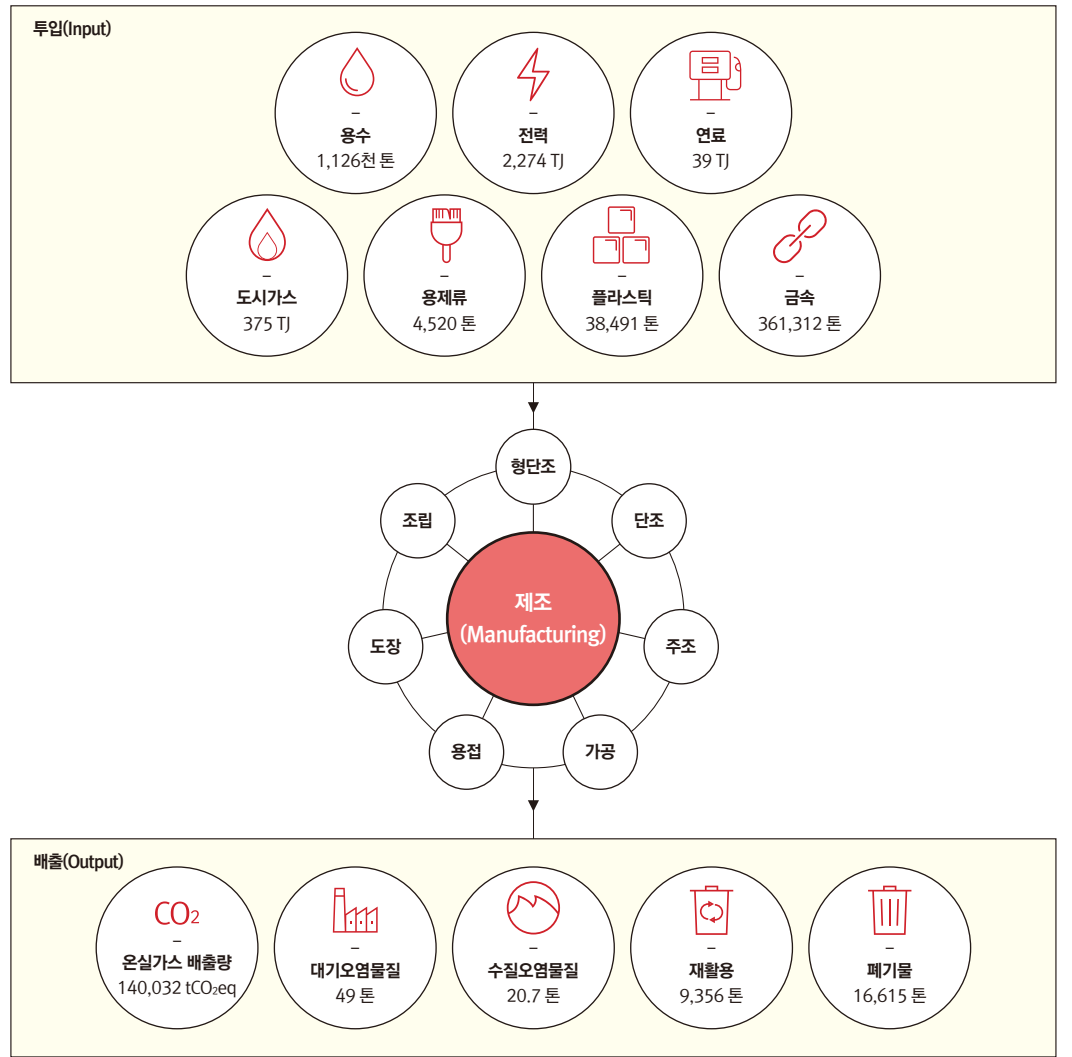 투입(Input)
–
용수
1,126천 톤
–
전력
2,274 TJ
–
연료
39 TJ
–
도시가스
375 TJ
–
용제류
4,520 톤
–
플라스틱
38,491 톤
–
금속
361,312 톤
형단조
조립
단조
제조
(Manufacturing)
도장
주조
용접
가공
배출(Output)
CO₂
–
온실가스 배출량
140,032 tCO₂eq
–
대기오염물질
49 톤
–
수질오염물질
20.7 톤
–
재활용
9,356 톤
–
폐기물
16,615 톤